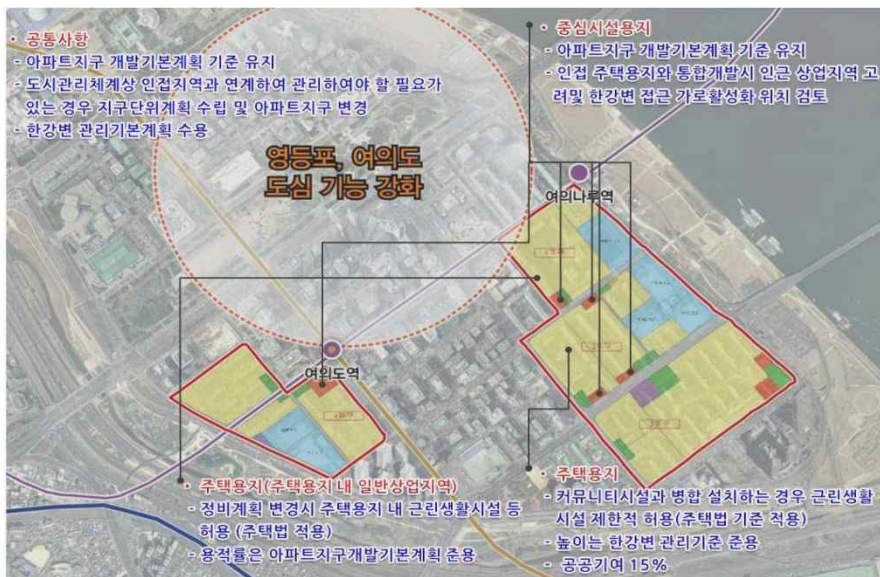 • 공통사항
- 아파트지구 개발기본계획 기준 유지
- 도시관리체계상 인접지역과 연계하여 관리하여야 할 필요가
있는 경우 지구단위계획 수립 및 아파트지구 변경
- 한강변 관리기본계획 수용
• 중심시설용지
- 아파트지구 개발기본계획 기준 유지
- 인접 주택용지와 통합개발시 인근 상업지역 고
려및 한강변 접근 가로활성화 위치 검토
영등포, 여의도
도심 기능 강화
여의나루역
여의도역
• 주택용지(주택용지 내 일반상업지역)
- 정비계획 변경시 주택용지 내 근린생활시설 등
허용 (주택법 적용)
- 용적률은 아파트지구개발기본계획 준용
• 주택용지
- 커뮤니티시설과 병합 설치하는 경우 근린생활
시설 제한적 허용(주택법 기준 적용)
- 높이는 한강변 관리기준 준용
- 공공기여 15%